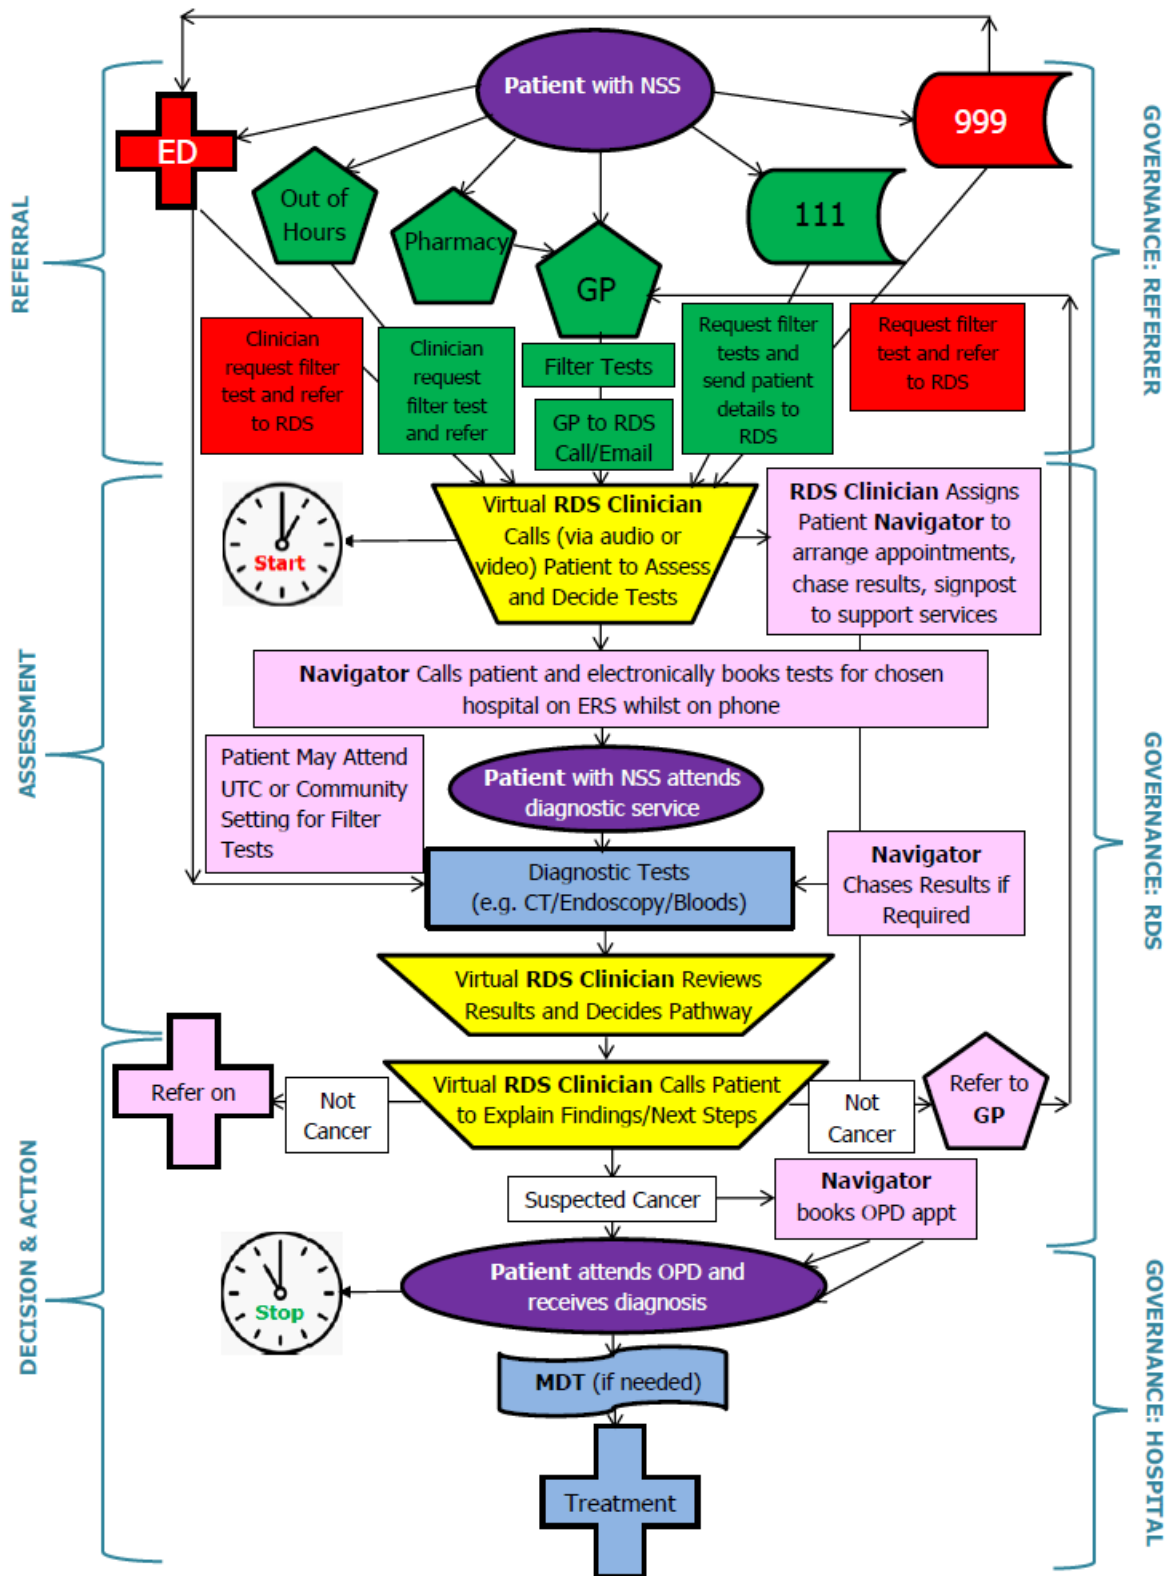 Patient with NSS
999
ED
Out of
Hours
Pharmacy
GP
111
REFERRAL
GOVERNANCE: REFERRER
Clinician
request filter
test and refer
to RDS
Clinician
request
filter test
and refer
Filter Tests
GP to RDS
Call/Email
Request filter
tests and
send patient
details to
RDS
Request filter
test and refer
to RDS
Start
Virtual RDS Clinician
Calls (via audio or
video) Patient to Assess
and Decide Tests
RDS Clinician Assigns
Patient Navigator to
arrange appointments,
chase results, signpost
to support services
ASSESSMENT
GOVERNANCE: RDS
Navigator Calls patient and electronically books tests for chosen
hospital on ERS whilst on phone
Patient May Attend
UTC or Community
Setting for Filter
Tests
Patient with NSS attends
diagnostic service
Diagnostic Tests
(e.g. CT/Endoscopy/Bloods)
Navigator
Chases Results if
Required
Virtual RDS Clinician Reviews
Results and Decides Pathway
Refer on
Not
Cancer
Virtual RDS Clinician Calls Patient
to Explain Findings/Next Steps
Not
Cancer
Refer to
GP
DECISION & ACTION
GOVERNANCE: HOSPITAL
Suspected Cancer
Navigator
books OPD appt
Stop
Patient attends OPD and
receives diagnosis
MDT (if needed)
Treatment